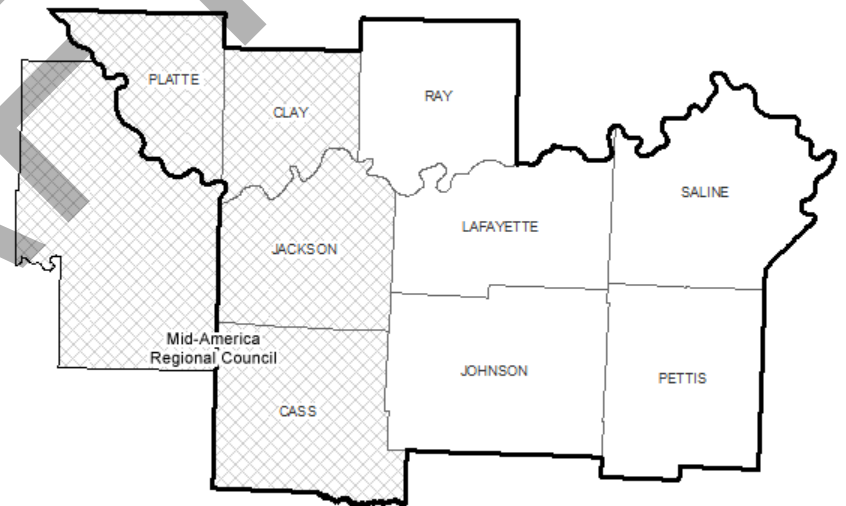 PLATTE
CLAY
RAY
SALINE
LAFAYETTE
JACKSON
Mid-America
Regional Council
JOHNSON
PETTIS
CASS